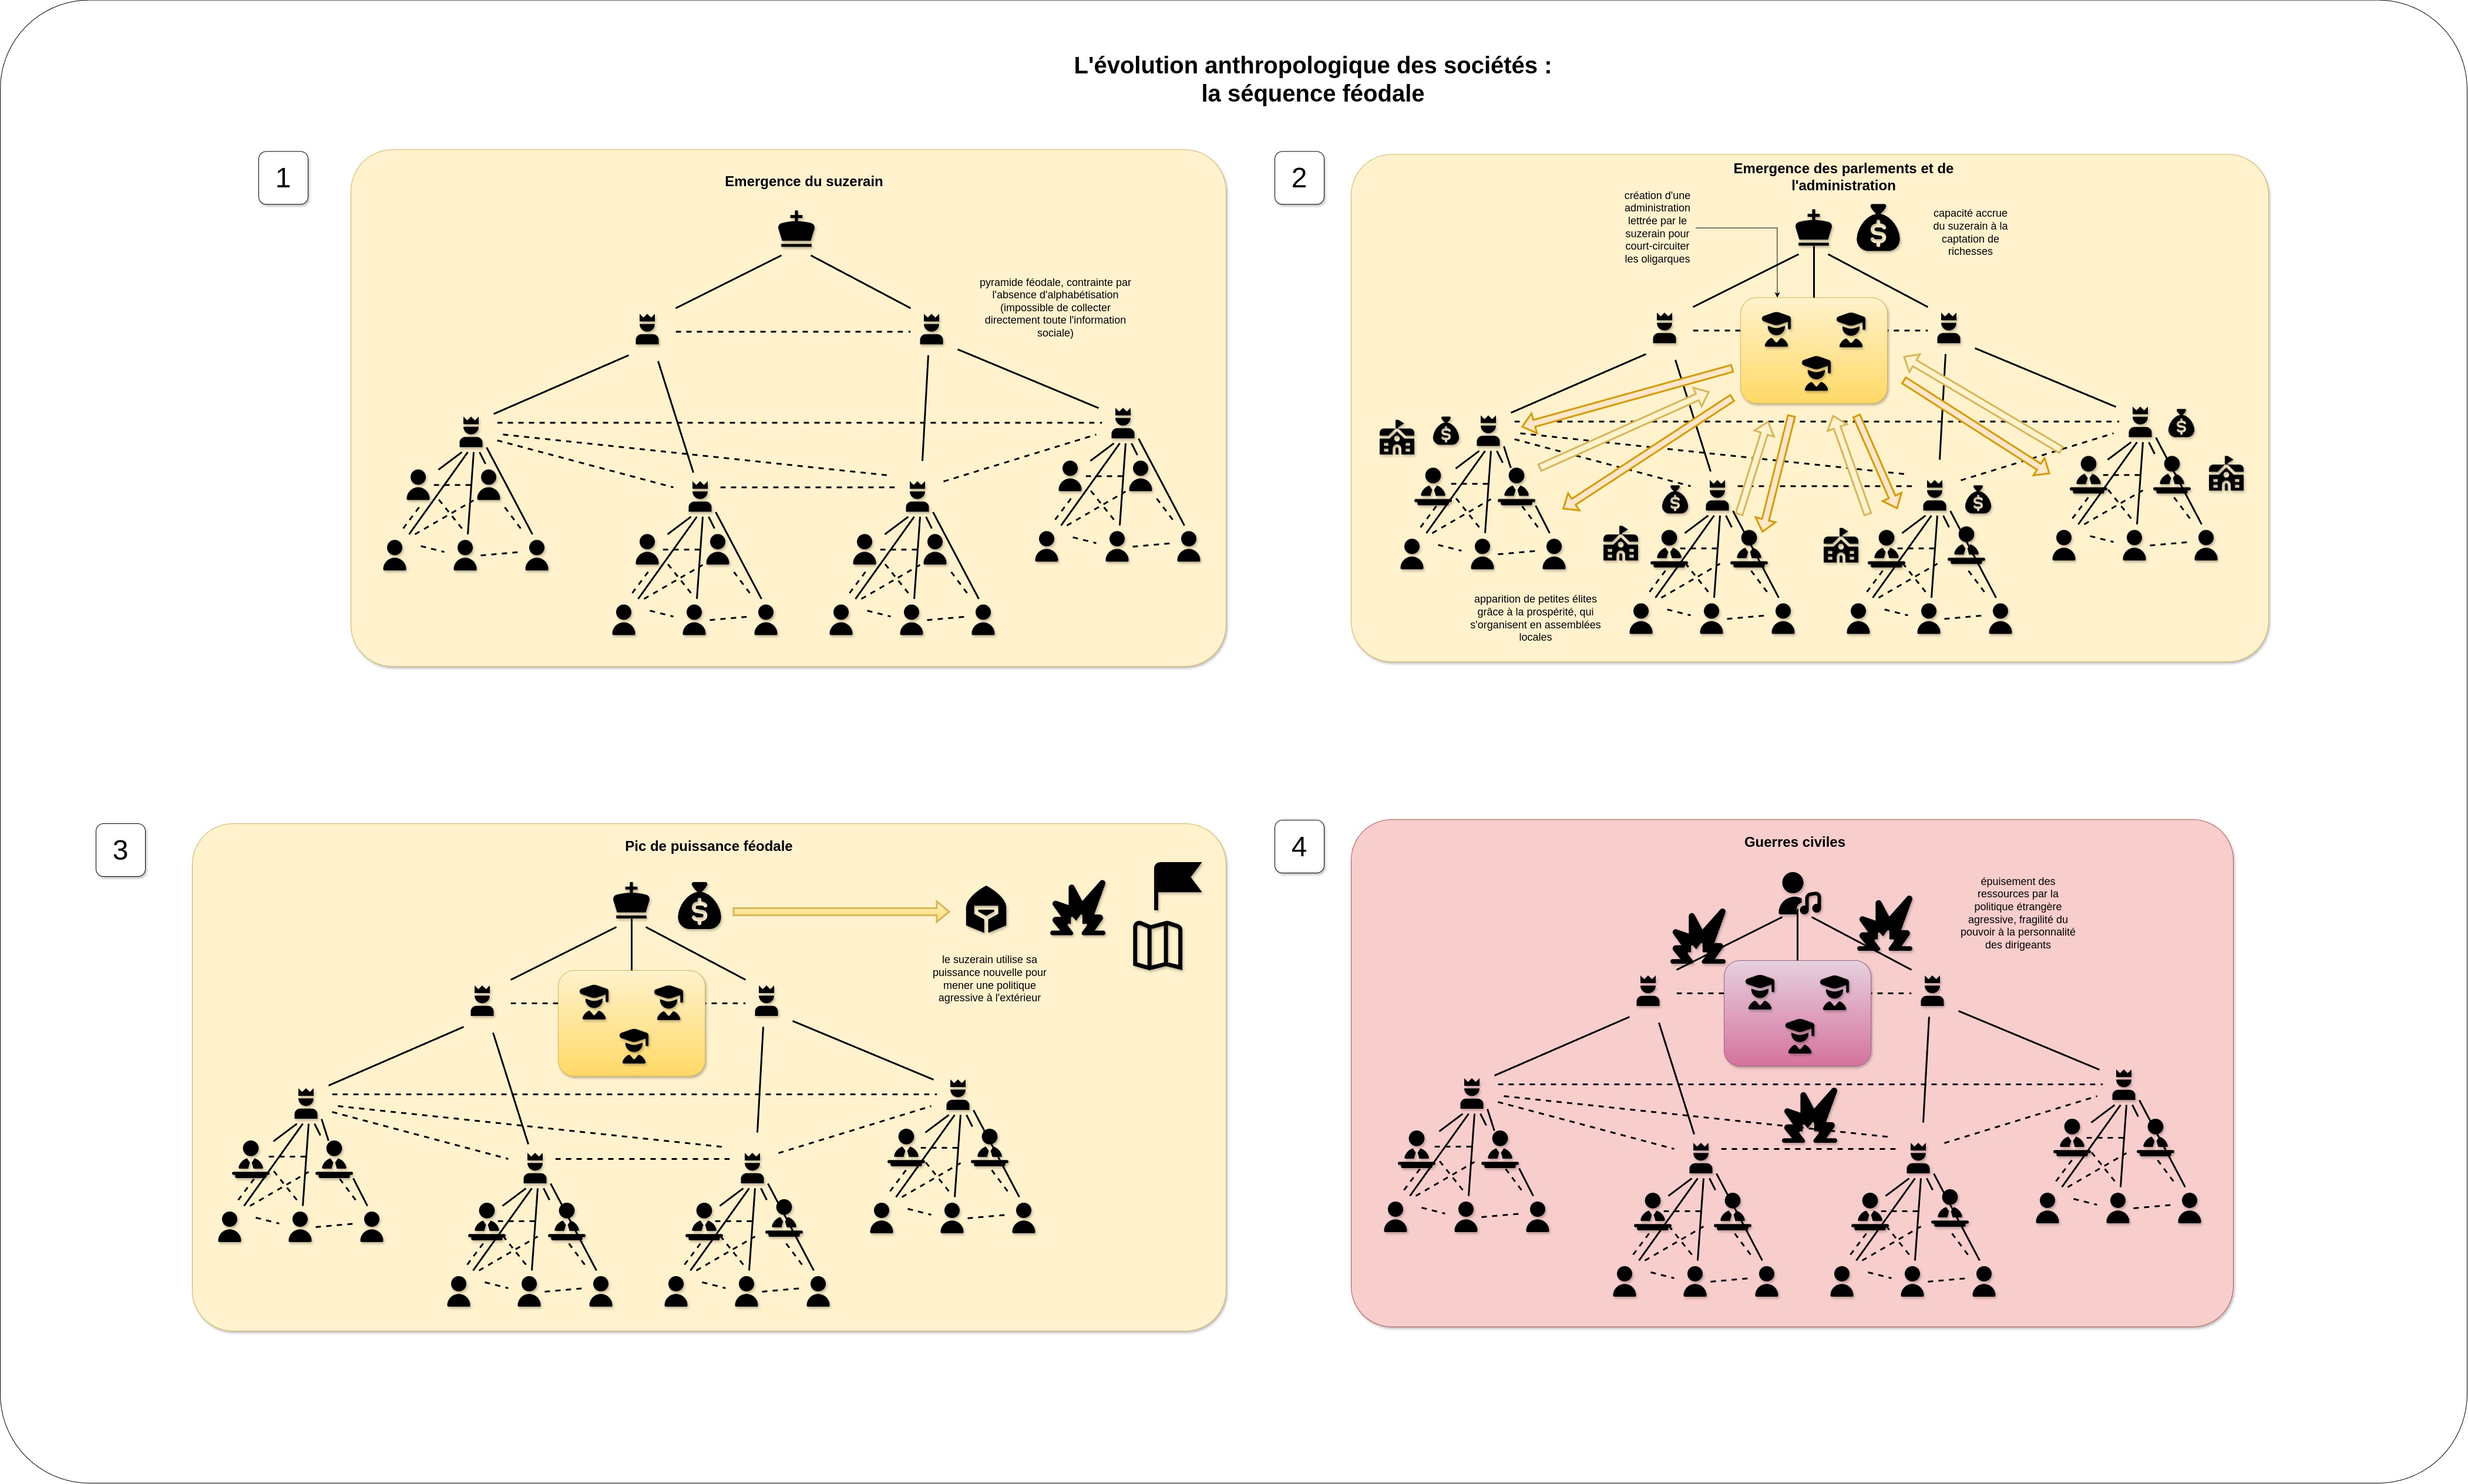 L'évolution anthropologique des sociétés :
la séquence féodale
1
Emergence du suzerain
pyramide féodale, contrainte par
l'absence d'alphabétisation
(impossible de collecter
directement toute l'information
sociale)
2
Emergence des parlements et de
l'administration
création d'une
administration
lettrée par le
suzerain pour
court-circuiter
les oligarques
capacité accrue
du suzerain à la
captation de
richesses
apparition de petites élites
grâce à la prospérité, qui
s'organisent en assemblées
locales
3
Pic de puissance féodale
le suzerain utilise sa
puissance nouvelle pour
mener une politique
agressive à l'extérieur
4
Guerres civiles
épuisement des
ressources par la
politique étrangère
agressive, fragilité du
pouvoir à la personnalité
des dirigeants